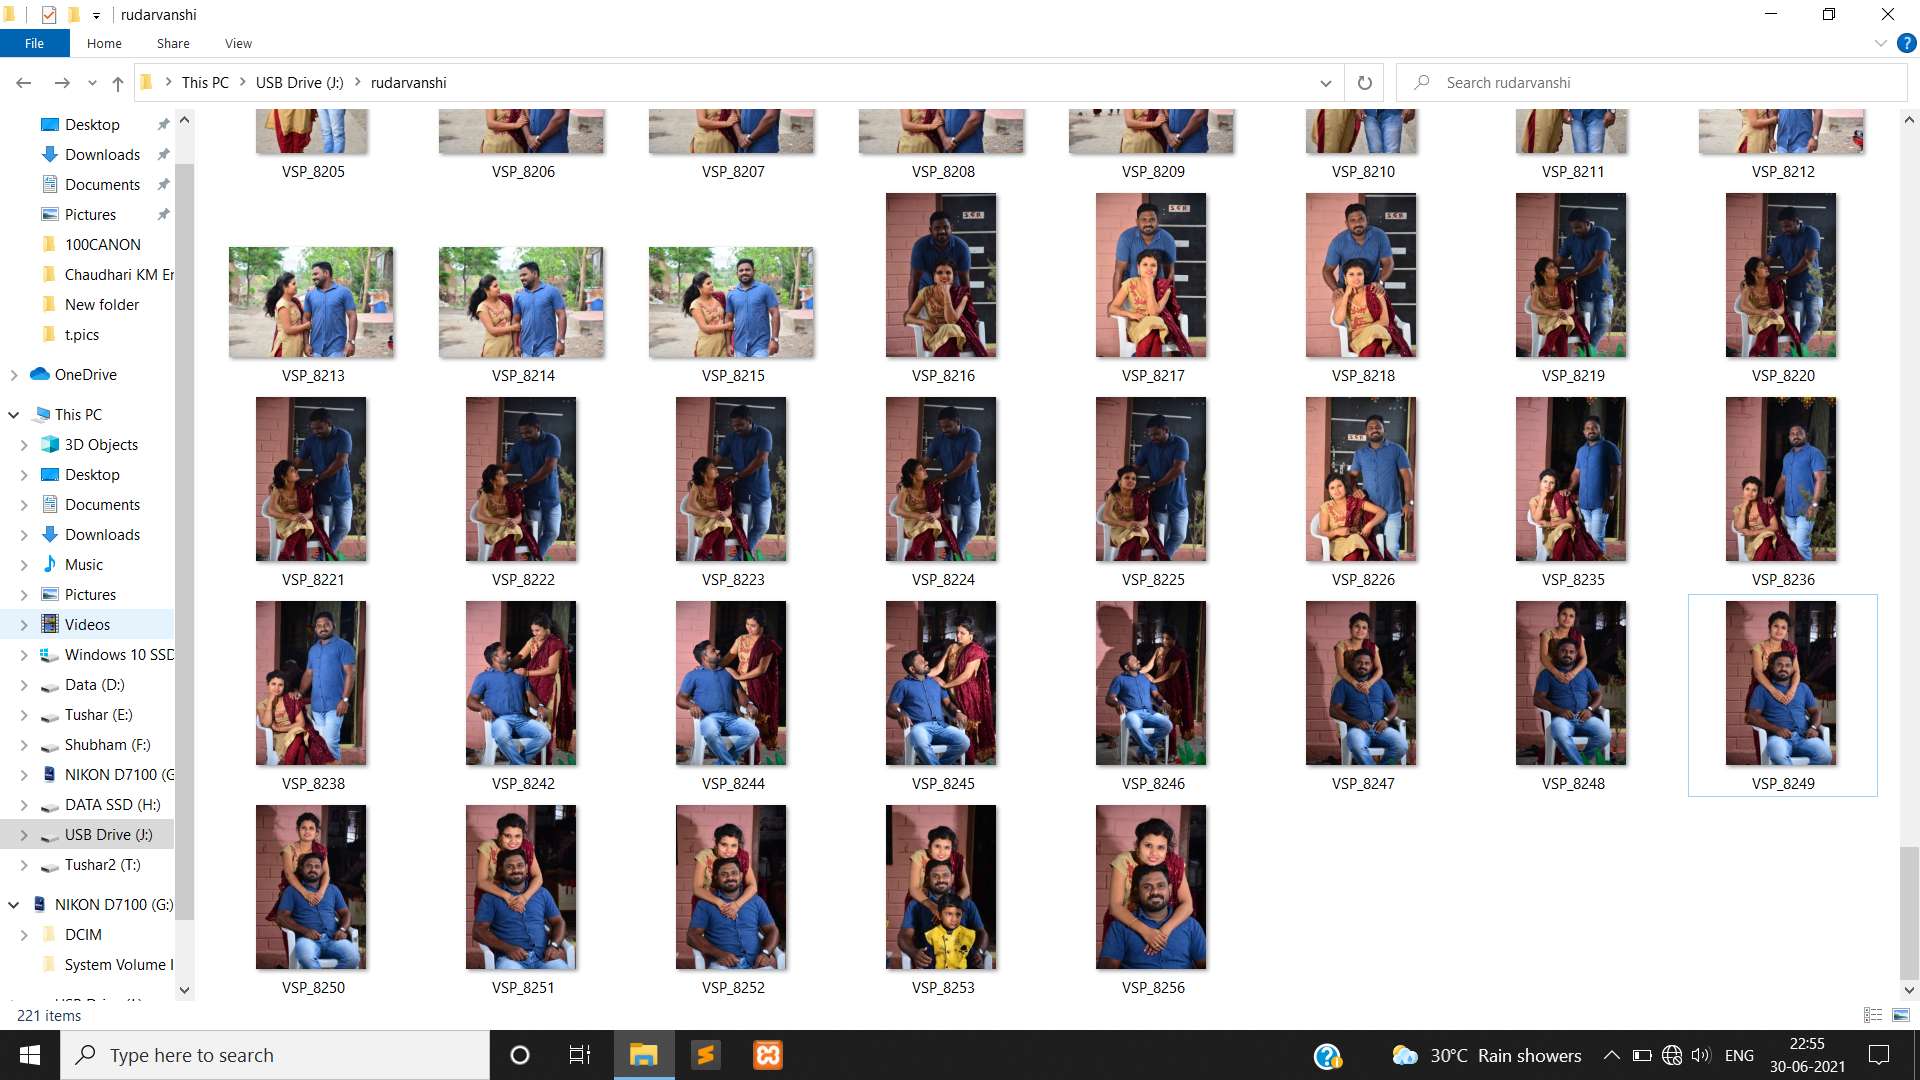 rudarvanshi
File Home Share View
This PC USB Drive (J:) rudarvanshi
Search rudarvanshi
Desktop
Downloads
Documents
Pictures
100CANON
Chaudhari KM Er
New folder
t.pics
OneDrive
This PC
3D Objects
Desktop
Documents
Downloads
Music
Pictures
Videos
Windows 10 SSD
Data (D:)
Tushar (E:)
Shubham (F:)
NIKON D7100 (G
DATA SSD (H:)
USB Drive (J:)
Tushar2 (T:)
NIKON D7100 (G:)
DCIM
System Volume I
VSP_8205 VSP_8206 VSP_8207 VSP_8208 VSP_8209 VSP_8210 VSP_8211 VSP_8212
VSP_8213 VSP_8214 VSP_8215 VSP_8216 VSP_8217 VSP_8218 VSP_8219 VSP_8220
VSP_8221 VSP_8222 VSP_8223 VSP_8224 VSP_8225 VSP_8226 VSP_8235 VSP_8236
VSP_8238 VSP_8242 VSP_8244 VSP_8245 VSP_8246 VSP_8247 VSP_8248 VSP_8249
VSP_8250 VSP_8251 VSP_8252 VSP_8253 VSP_8256
221 items
Type here to search
30°C Rain showers
ENG
22:55
30-06-2021